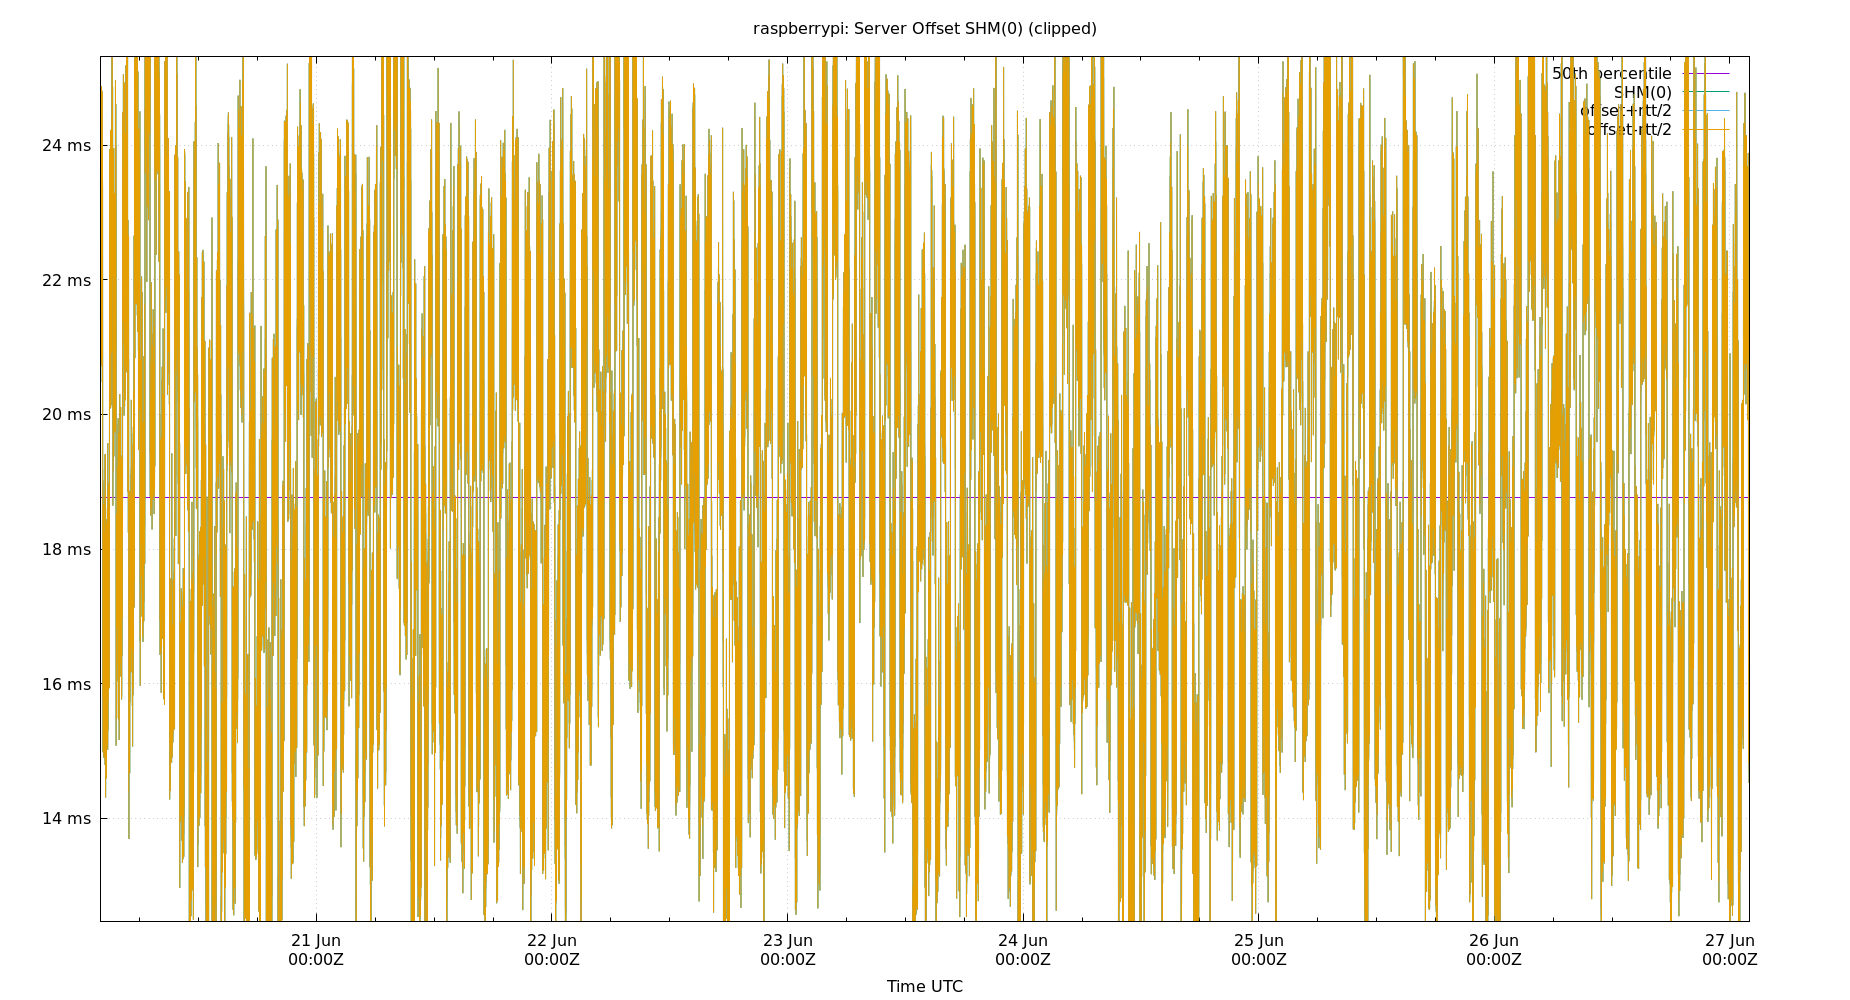 raspberrypi: Server Offset SHM(0) (clipped)
50th percentile
SHM(0)
offset+rtt/2
offset-rtt/2
24 ms
22 ms
20 ms
18 ms
16 ms
14 ms
21 Jun 22 Jun 23 Jun 24 Jun 25 Jun 26 Jun 27 Jun
00:00Z 00:00Z 00:00Z 00:00Z 00:00Z 00:00Z 00:00Z
Time UTC